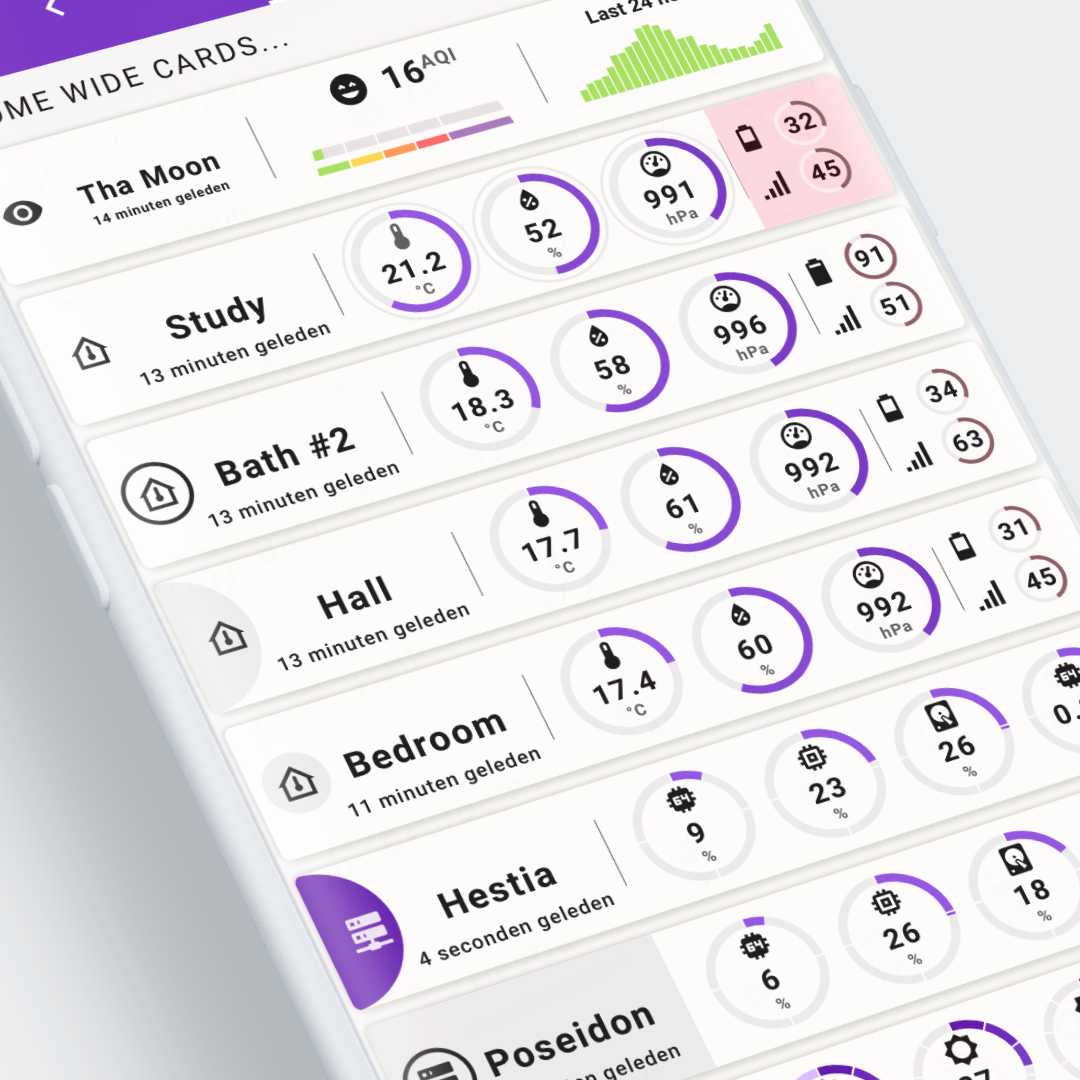 OME WIDE CARDS...
Tha Moon
14 minuten geleden
16 AQI
Last 24
Study
13 minuten geleden
21.2 °C
52 %
991 hPa
32
45
Bath #2
13 minuten geleden
18.3 °C
58 %
996 hPa
91
51
Hall
13 minuten geleden
17.7 °C
61 %
992 hPa
34
63
Bedroom
11 minuten geleden
17.4 °C
60 %
992 hPa
31
45
Hestia
4 seconden geleden
64
9 %
23 %
26 %
64
0.
Poseidon
geleden
64
6 %
26 %
18 %